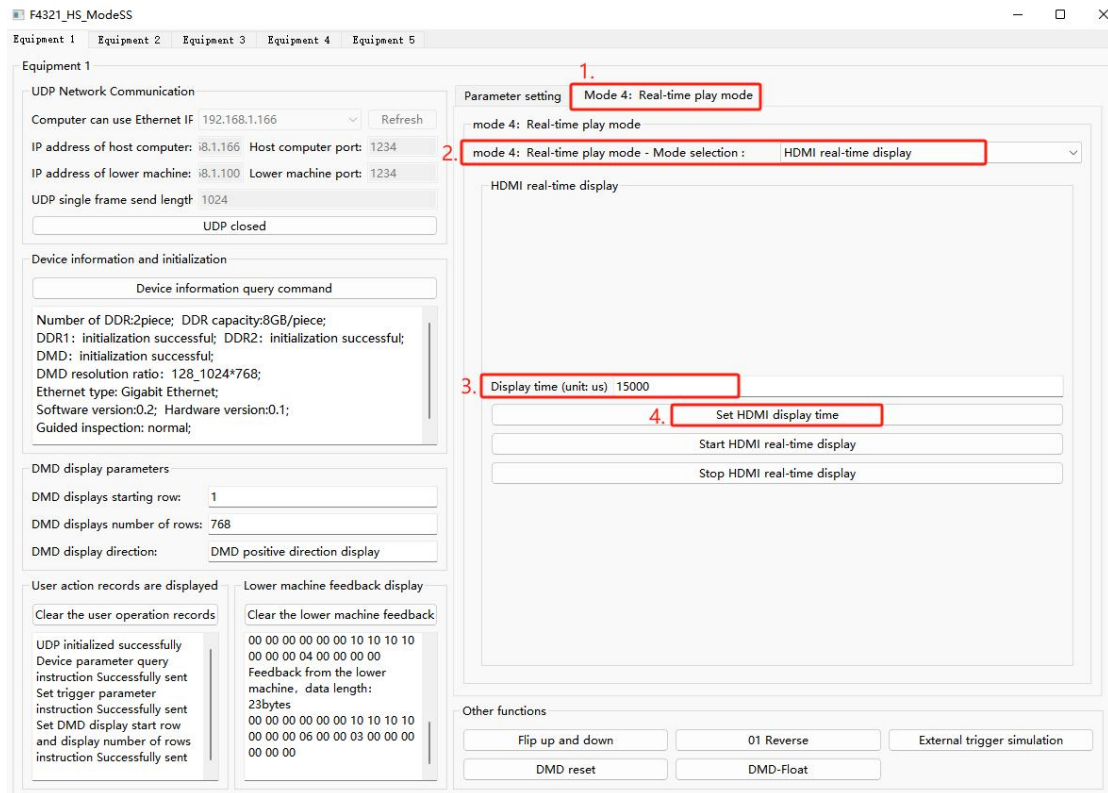 F4321_HS_ModeSS
Equipment 1 Equipment 2 Equipment 3 Equipment 4 Equipment 5
Equipment 1
UDP Network Communication
Computer can use Ethernet IF 192.168.1.166 Refresh
IP address of host computer: 58.1.166 Host computer port: 1234
IP address of lower machine: 58.1.100 Lower machine port: 1234
UDP single frame send length 1024
UDP closed
Device information and initialization
Device information query command
Number of DDR:2piece; DDR capacity:8GB/piece;
DDR1: initialization successful; DDR2: initialization successful;
DMD: initialization successful;
DMD resolution ratio: 128_1024*768;
Ethernet type: Gigabit Ethernet;
Software version:0.2; Hardware version:0.1;
Guided inspection: normal;
DMD display parameters
DMD displays starting row: 1
DMD displays number of rows: 768
DMD display direction: DMD positive direction display
User action records are displayed
Clear the user operation records
UDP initialized successfully
Device parameter query
instruction Successfully sent
Set trigger parameter
instruction Successfully sent
Set DMD display start row
and display number of rows
instruction Successfully sent
Lower machine feedback display
Clear the lower machine feedback
00 00 00 00 00 00 10 10 10 10
00 00 00 04 00 00 00 00
Feedback from the lower
machine, data length:
23bytes
00 00 00 00 00 00 10 10 10 10
00 00 00 06 00 00 03 00 00 00
00 00 00
1.
Parameter setting Mode 4: Real-time play mode
mode 4: Real-time play mode
2. mode 4: Real-time play mode - Mode selection : HDMI real-time display
HDMI real-time display
3. Display time (unit: us) 15000
4. Set HDMI display time
Start HDMI real-time display
Stop HDMI real-time display
Other functions
Flip up and down 01 Reverse External trigger simulation
DMD reset DMD-Float